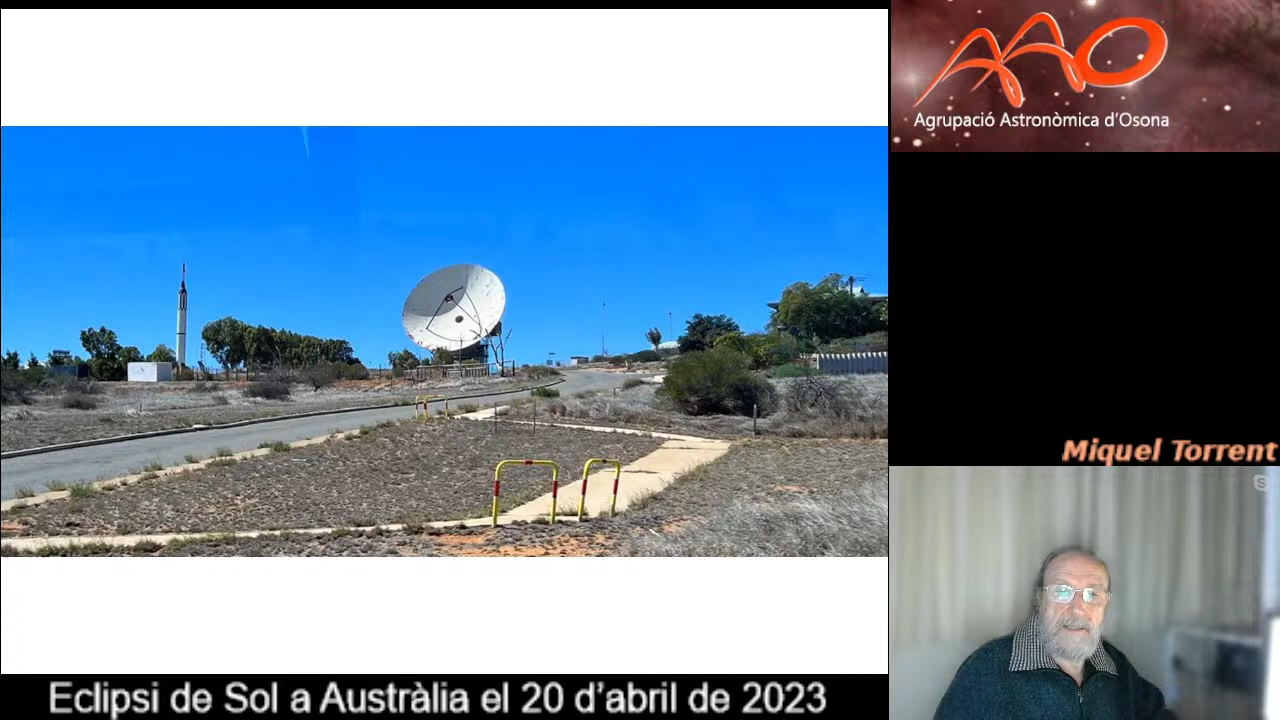 AAO
Agrupació Astronòmica d'Osona
Miquel Torrent
S
Eclipsi de Sol a Austràlia el 20 d'abril de 2023